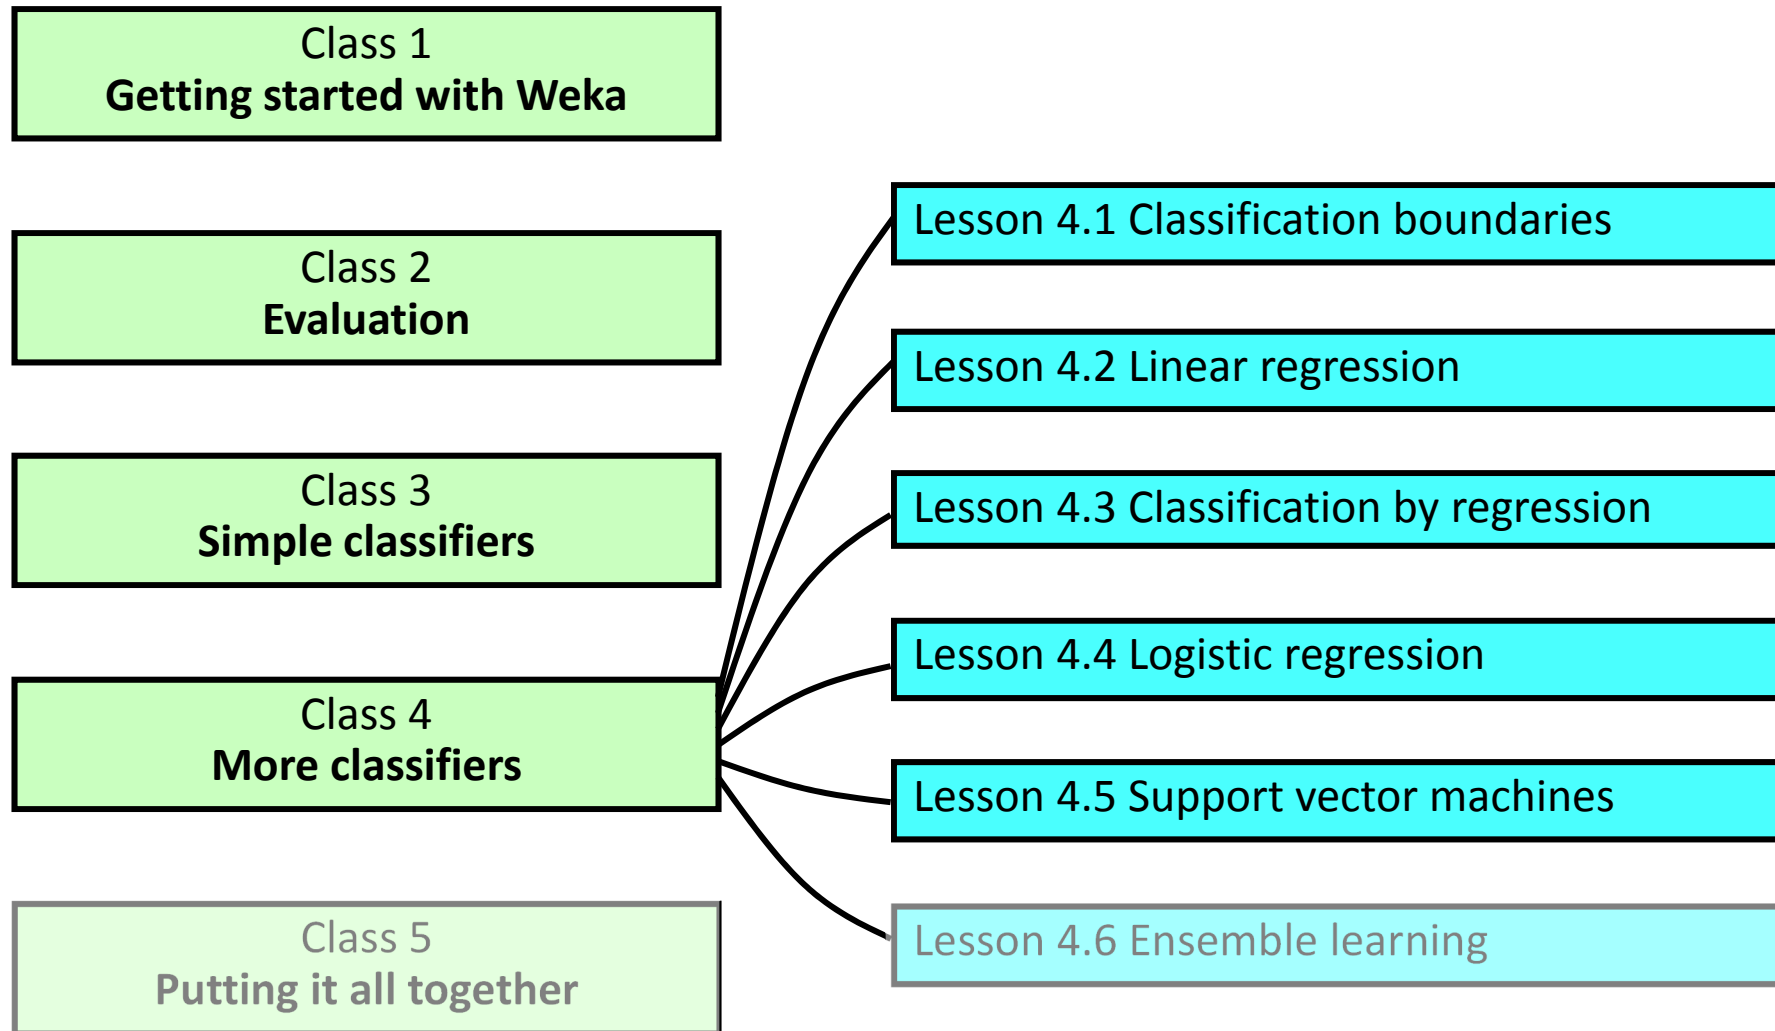 Class 1
Getting started with Weka
Class 2
Evaluation
Class 3
Simple classifiers
Class 4
More classifiers
Class 5
Putting it all together
Lesson 4.1 Classification boundaries
Lesson 4.2 Linear regression
Lesson 4.3 Classification by regression
Lesson 4.4 Logistic regression
Lesson 4.5 Support vector machines
Lesson 4.6 Ensemble learning